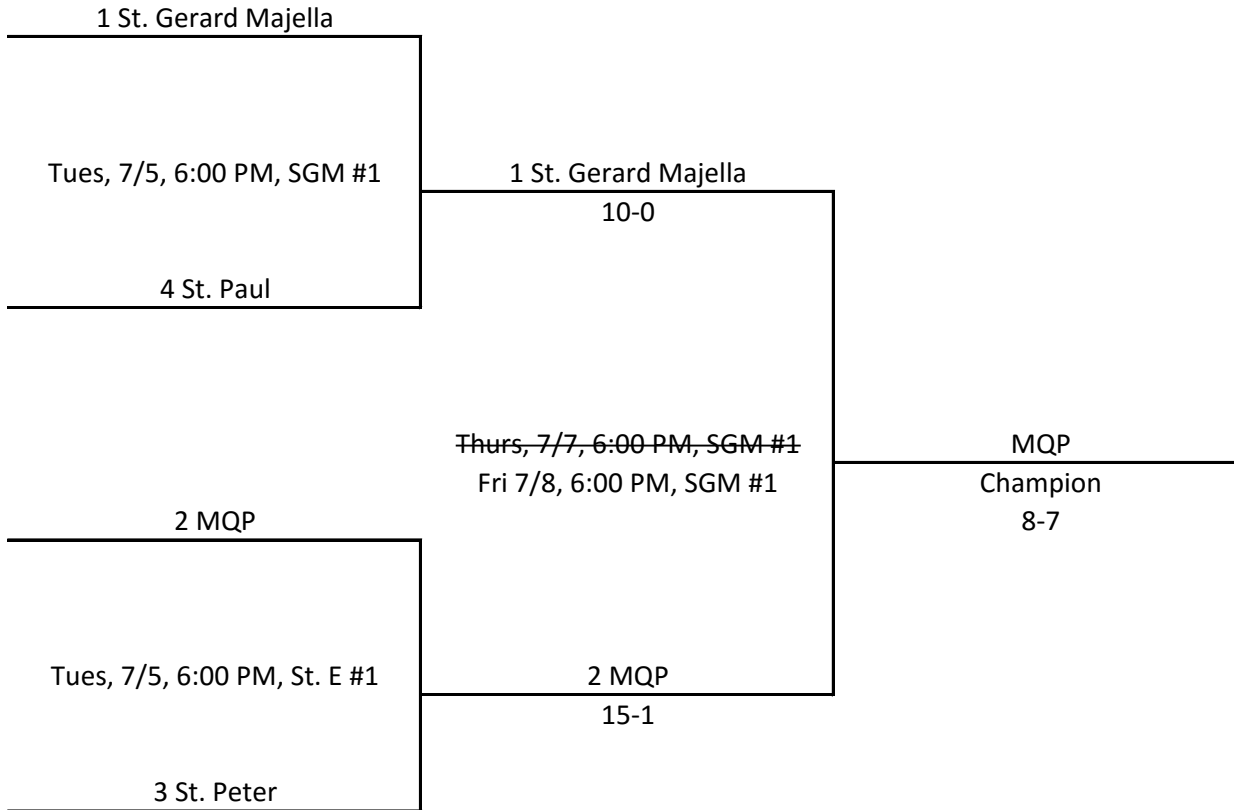 1 St. Gerard Majella
Tues, 7/5, 6:00 PM, SGM #1
1 St. Gerard Majella
10-0
4 St. Paul
Thurs, 7/7, 6:00 PM, SGM #1
Fri 7/8, 6:00 PM, SGM #1
MQP
Champion
8-7
2 MQP
Tues, 7/5, 6:00 PM, St. E #1
2 MQP
15-1
3 St. Peter